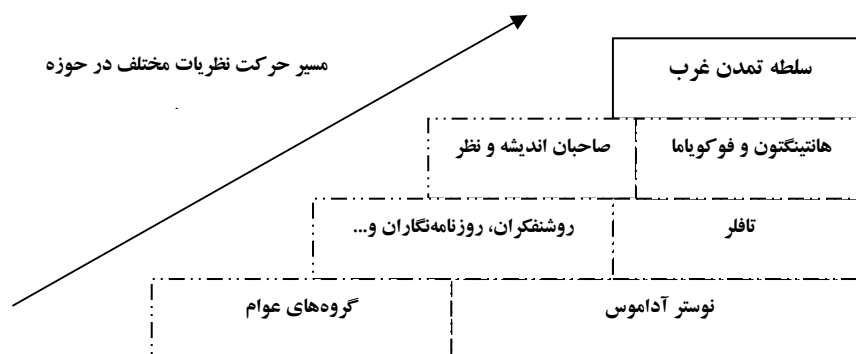 مسیر حرکت نظریات مختلف در حوزه
سلطه تمدن غرب
هانتینگتون و فوکویاما
صاحبان اندیشه و نظر
تافلر
روشنفکران، روزنامه‌نگاران و...
نوستر آداموس
گروه‌های عوام